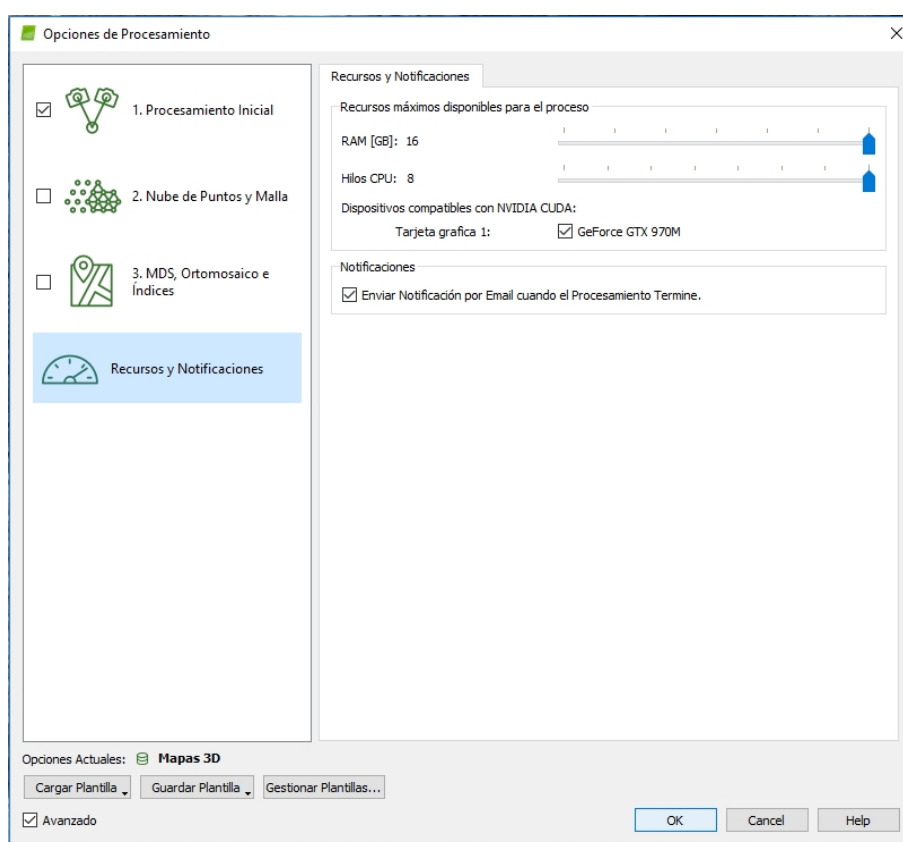 Opciones de Procesamiento
1. Procesamiento Inicial
2. Nube de Puntos y Malla
3. MDS, Ortomosaico e
Índices
Recursos y Notificaciones
Recursos y Notificaciones
Recursos máximos disponibles para el proceso
RAM [GB]: 16
Hilos CPU: 8
Dispositivos compatibles con NVIDIA CUDA:
Tarjeta grafica 1: GeForce GTX 970M
Notificaciones
Enviar Notificación por Email cuando el Procesamiento Termine.
Opciones Actuales: Mapas 3D
Cargar Plantilla Guardar Plantilla Gestionar Plantillas...
Avanzado OK Cancel Help